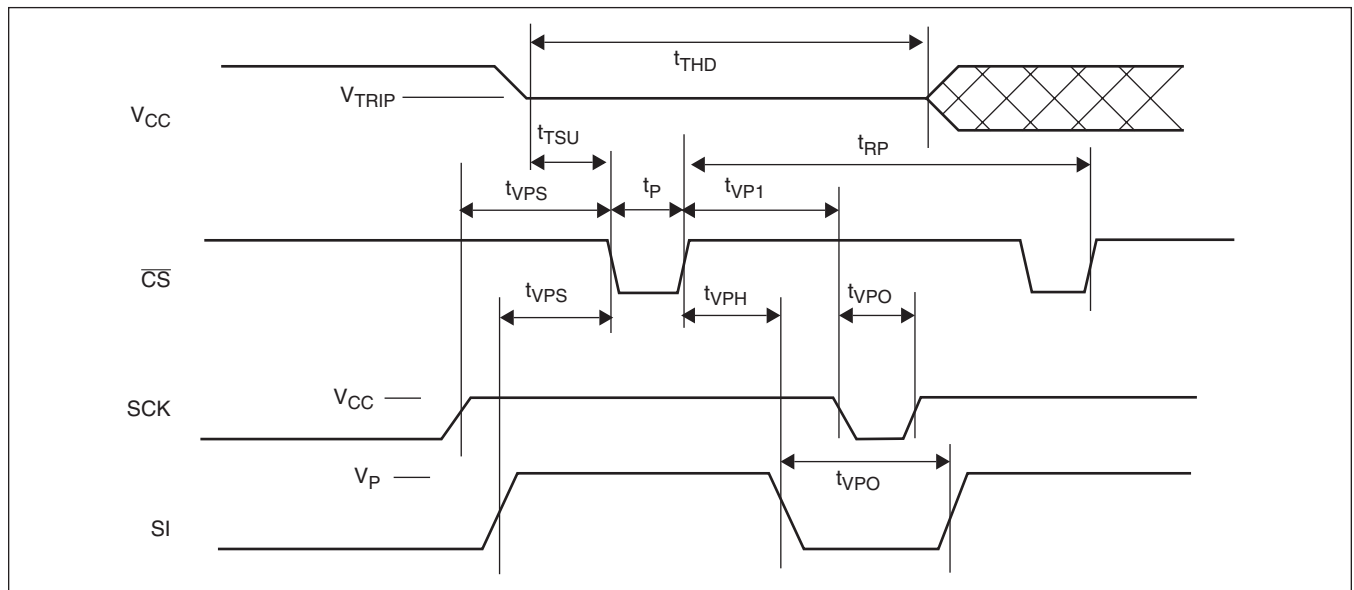 tTHD
VTRIP
VCC
tTSU
tRP
tVPS
tP
tVP1
CS
tVPS
tVPH
tVPO
VCC
SCK
VP
tVPO
SI